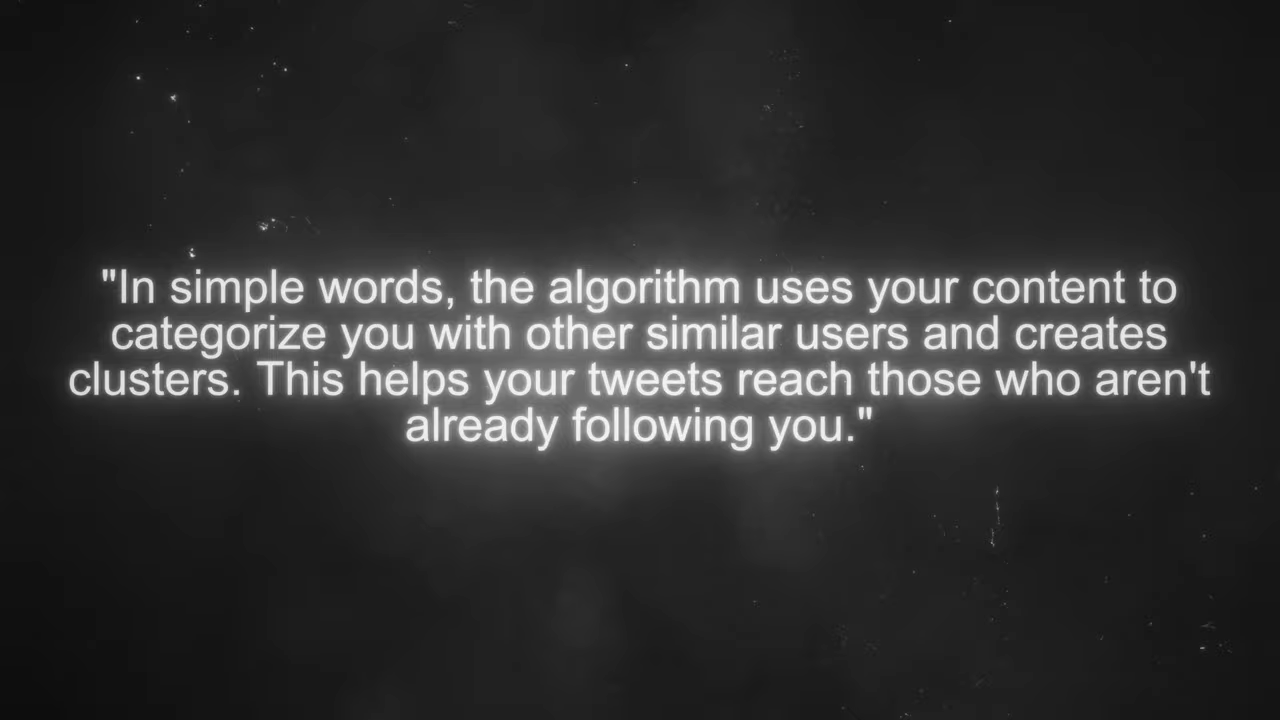 "In simple words, the algorithm uses your content to
categorize you with other similar users and creates
clusters. This helps your tweets reach those who aren't
already following you."